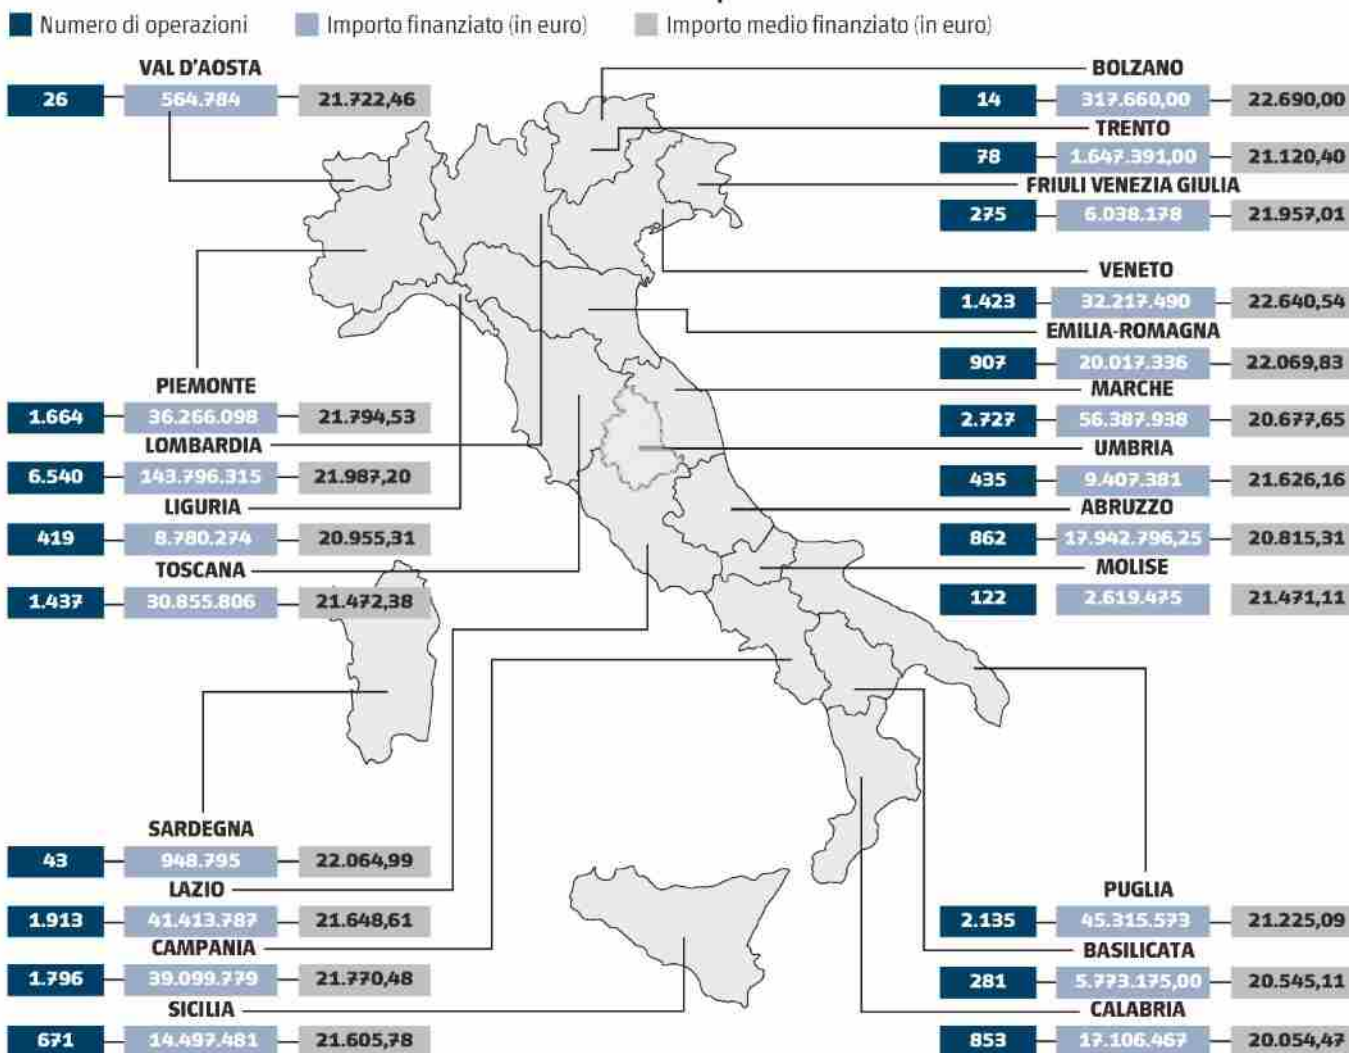 Numero di operazioni Importo finanziato (in euro) Importo medio finanziato (in euro)
VAL D'AOSTA
26 564.784 21.722,46
BOLZANO
14 317.660,00 22.690,00
TRENTO
78 1.647.391,00 21.120,40
FRIULI VENEZIA GIULIA
275 6.038.178 21.957,01
VENETO
1.423 32.217.490 22.640,54
EMILIA-ROMAGNA
907 20.017.336 22.069,83
MARCHE
2.727 56.387.938 20.677,65
UMBRIA
435 9.407.381 21.626,16
ABRUZZO
862 17.942.796,25 20.815,31
MOLISE
122 2.619.475 21.471,11
PIEMONTE
1.664 36.266.098 21.794,53
LOMBARDIA
6.540 143.796.315 21.987,20
LIGURIA
419 8.780.274 20.955,31
TOSCANA
1.437 30.855.806 21.472,38
SARDEGNA
43 948.795 22.064,99
LAZIO
1.913 41.413.787 21.648,61
CAMPANIA
1.796 39.099.779 21.770,48
SICILIA
671 14.497.481 21.605,78
PUGLIA
2.135 45.315.573 21.225,09
BASILICATA
281 5.773.175,00 20.545,11
CALABRIA
853 17.106.467 20.054,47